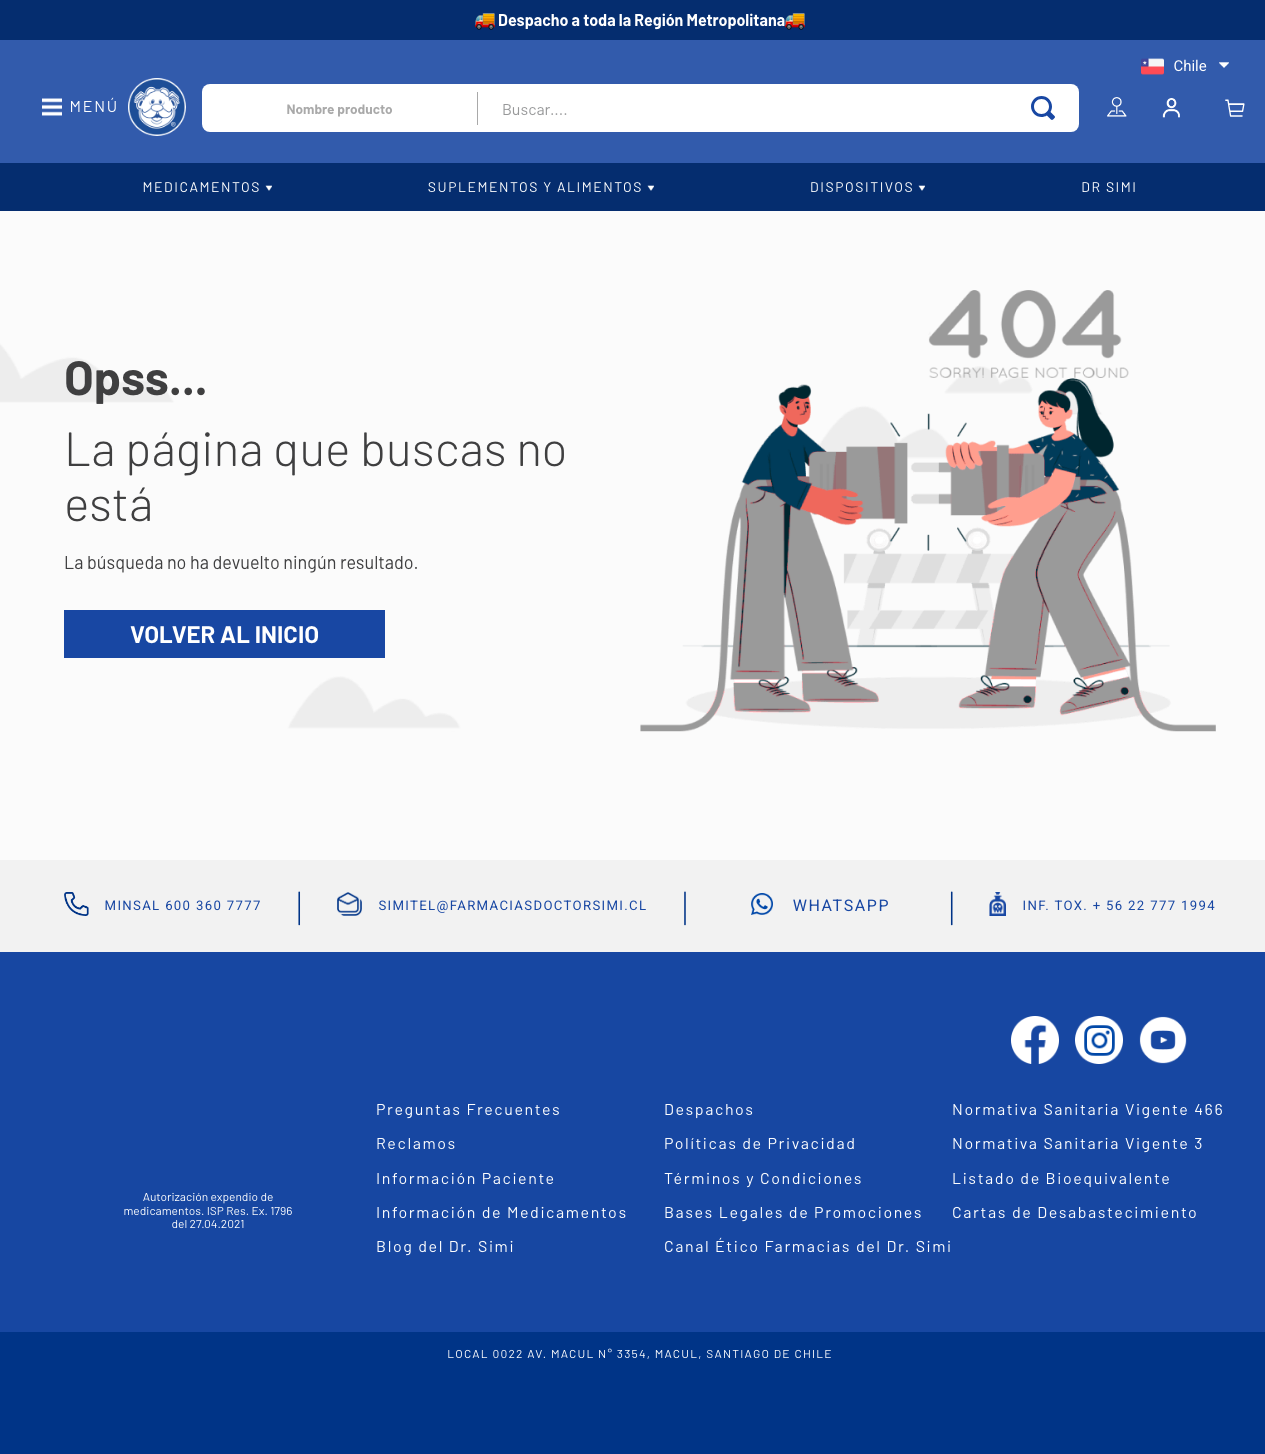 🚚 Despacho a toda la Región Metropolitana🚚
Chile
MENÚ
Nombre producto
Buscar....
MEDICAMENTOS ▾
SUPLEMENTOS Y ALIMENTOS ▾
DISPOSITIVOS ▾
DR SIMI
404
SORRY! PAGE NOT FOUND
Opss...
La página que buscas no
está
La búsqueda no ha devuelto ningún resultado.
VOLVER AL INICIO
MINSAL 600 360 7777
SIMITEL@FARMACIASDOCTORSIMI.CL
WHATSAPP
INF. TOX. + 56 22 777 1994
Autorización expendio de
medicamentos. ISP Res. Ex. 1796
del 27.04.2021
Preguntas Frecuentes
Reclamos
Información Paciente
Información de Medicamentos
Blog del Dr. Simi
Despachos
Políticas de Privacidad
Términos y Condiciones
Bases Legales de Promociones
Canal Ético Farmacias del Dr. Simi
Normativa Sanitaria Vigente 466
Normativa Sanitaria Vigente 3
Listado de Bioequivalente
Cartas de Desabastecimiento
LOCAL 0022 AV. MACUL N° 3354, MACUL, SANTIAGO DE CHILE